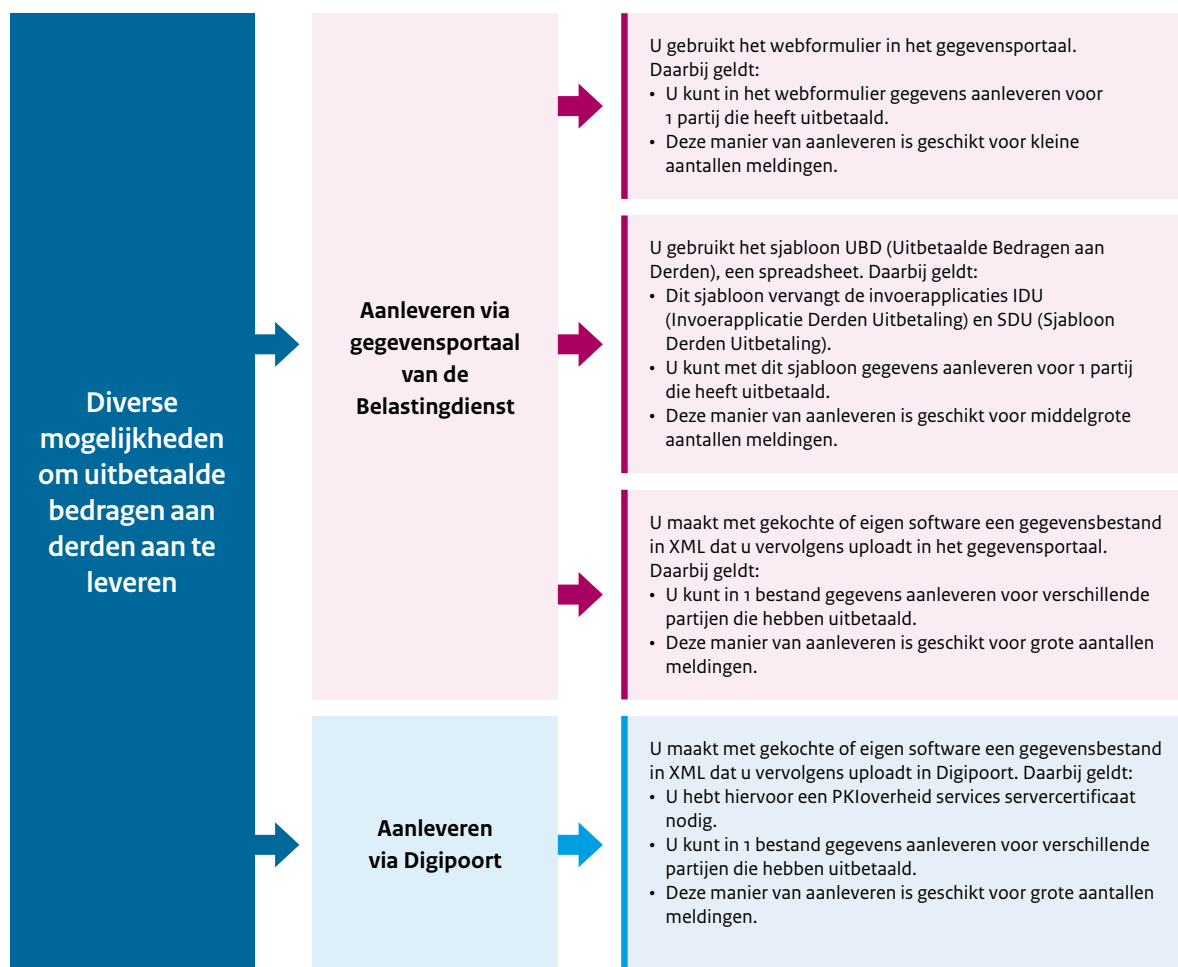 Diverse
mogelijkheden
om uitbetaalde
bedragen aan
derden aan te
leveren
Aanleveren via
gegevensportaal
van de
Belastingdienst
U gebruikt het webformulier in het gegevensportaal.
Daarbij geldt:
• U kunt in het webformulier gegevens aanleveren voor
1 partij die heeft uitbetaald.
• Deze manier van aanleveren is geschikt voor kleine
aantallen meldingen.
U gebruikt het sjabloon UBD (Uitbetaalde Bedragen aan
Derden), een spreadsheet. Daarbij geldt:
• Dit sjabloon vervangt de invoerapplicaties IDU
(Invoerapplicatie Derden Uitbetaling) en SDU (Sjabloon
Derden Uitbetaling).
• U kunt met dit sjabloon gegevens aanleveren voor 1 partij
die heeft uitbetaald.
• Deze manier van aanleveren is geschikt voor middelgrote
aantallen meldingen.
U maakt met gekochte of eigen software een gegevensbestand
in XML dat u vervolgens uploadt in het gegevensportaal.
Daarbij geldt:
• U kunt in 1 bestand gegevens aanleveren voor verschillende
partijen die hebben uitbetaald.
• Deze manier van aanleveren is geschikt voor grote aantallen
meldingen.
Aanleveren
via Digipoort
U maakt met gekochte of eigen software een gegevensbestand
in XML dat u vervolgens uploadt in Digipoort. Daarbij geldt:
• U hebt hiervoor een PKIoverheid services servercertificaat
nodig.
• U kunt in 1 bestand gegevens aanleveren voor verschillende
partijen die hebben uitbetaald.
• Deze manier van aanleveren is geschikt voor grote aantallen
meldingen.